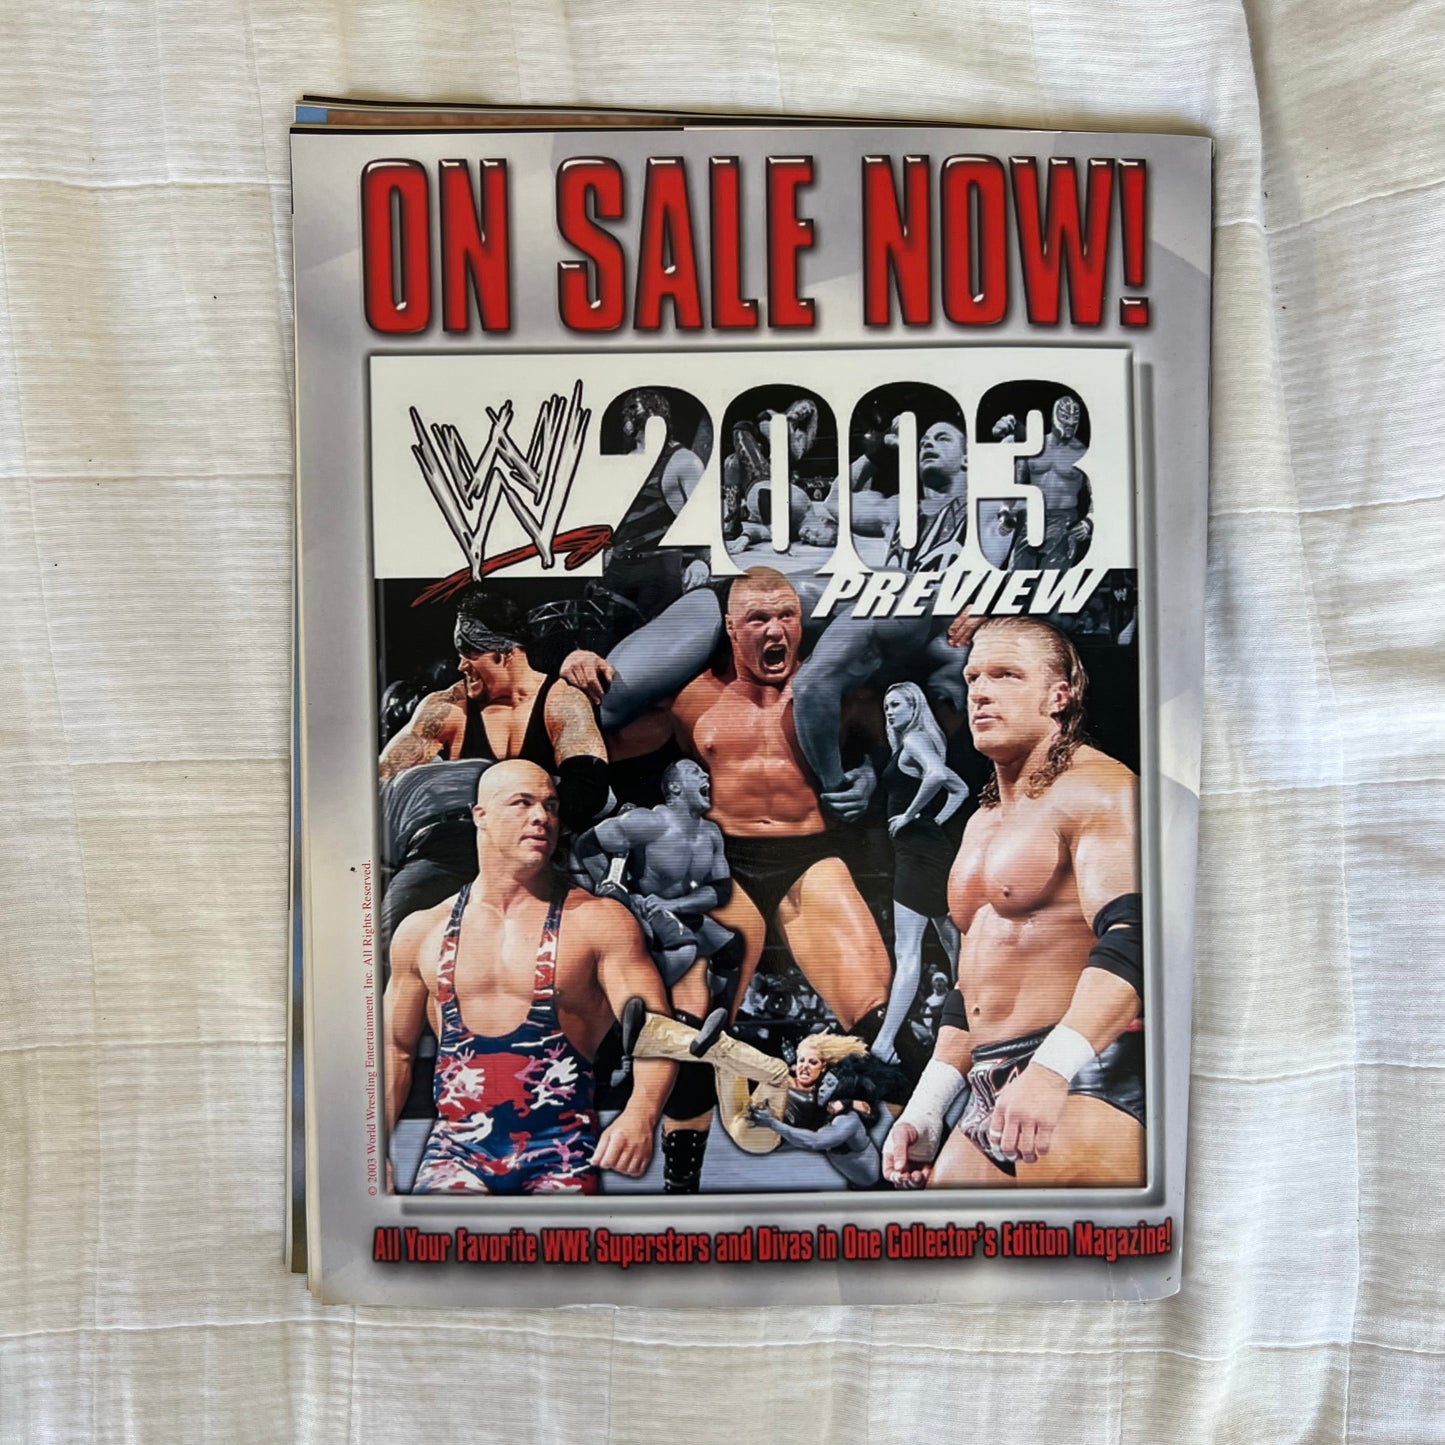 ON SALE NOW!
W 2003
PREVIEW
© 2003 World Wrestling Entertainment, Inc. All Rights Reserved.
All Your Favorite WWE Superstars and Divas in One Collector's Edition Magazine!